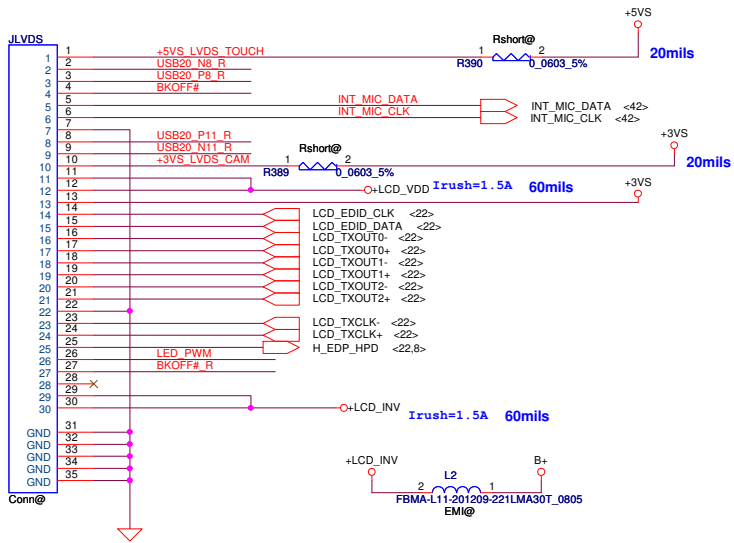 +5VS
JLVDS
Rshort@
1 1 +5VS_LVDS_TOUCH 1 2 20mils
R390 0_0603_5%
2 2 USB20_N8_R
3 3 USB20_P8_R
4 4 BKOFF#
5 5 INT_MIC_DATA INT_MIC_DATA <42>
6 6 INT_MIC_CLK INT_MIC_CLK <42>
7 7
8 8 USB20_P11_R
+3VS
Rshort@
9 9 USB20_N11_R
10 10 +3VS_LVDS_CAM 1 2 20mils
R389 0_0603_5%
11 11
12 12 +LCD_VDD Irush=1.5A 60mils
+3VS
13 13
14 14 LCD_EDID_CLK <22>
15 15 LCD_EDID_DATA <22>
16 16 LCD_TXOUT0- <22>
17 17 LCD_TXOUT0+ <22>
18 18 LCD_TXOUT1- <22>
19 19 LCD_TXOUT1+ <22>
20 20 LCD_TXOUT2- <22>
21 21 LCD_TXOUT2+ <22>
22 22
23 23 LCD_TXCLK- <22>
24 24 LCD_TXCLK+ <22>
25 25 H_EDP_HPD <22,8>
26 26 LED_PWM
27 27 BKOFF#_R
28 28
29 29
30 30 +LCD_INV Irush=1.5A 60mils
GND 31
GND 32
GND 33
GND 34
GND 35
Conn@
+LCD_INV B+
L2
2 1
FBMA-L11-201209-221LMA30T_0805
EMI@